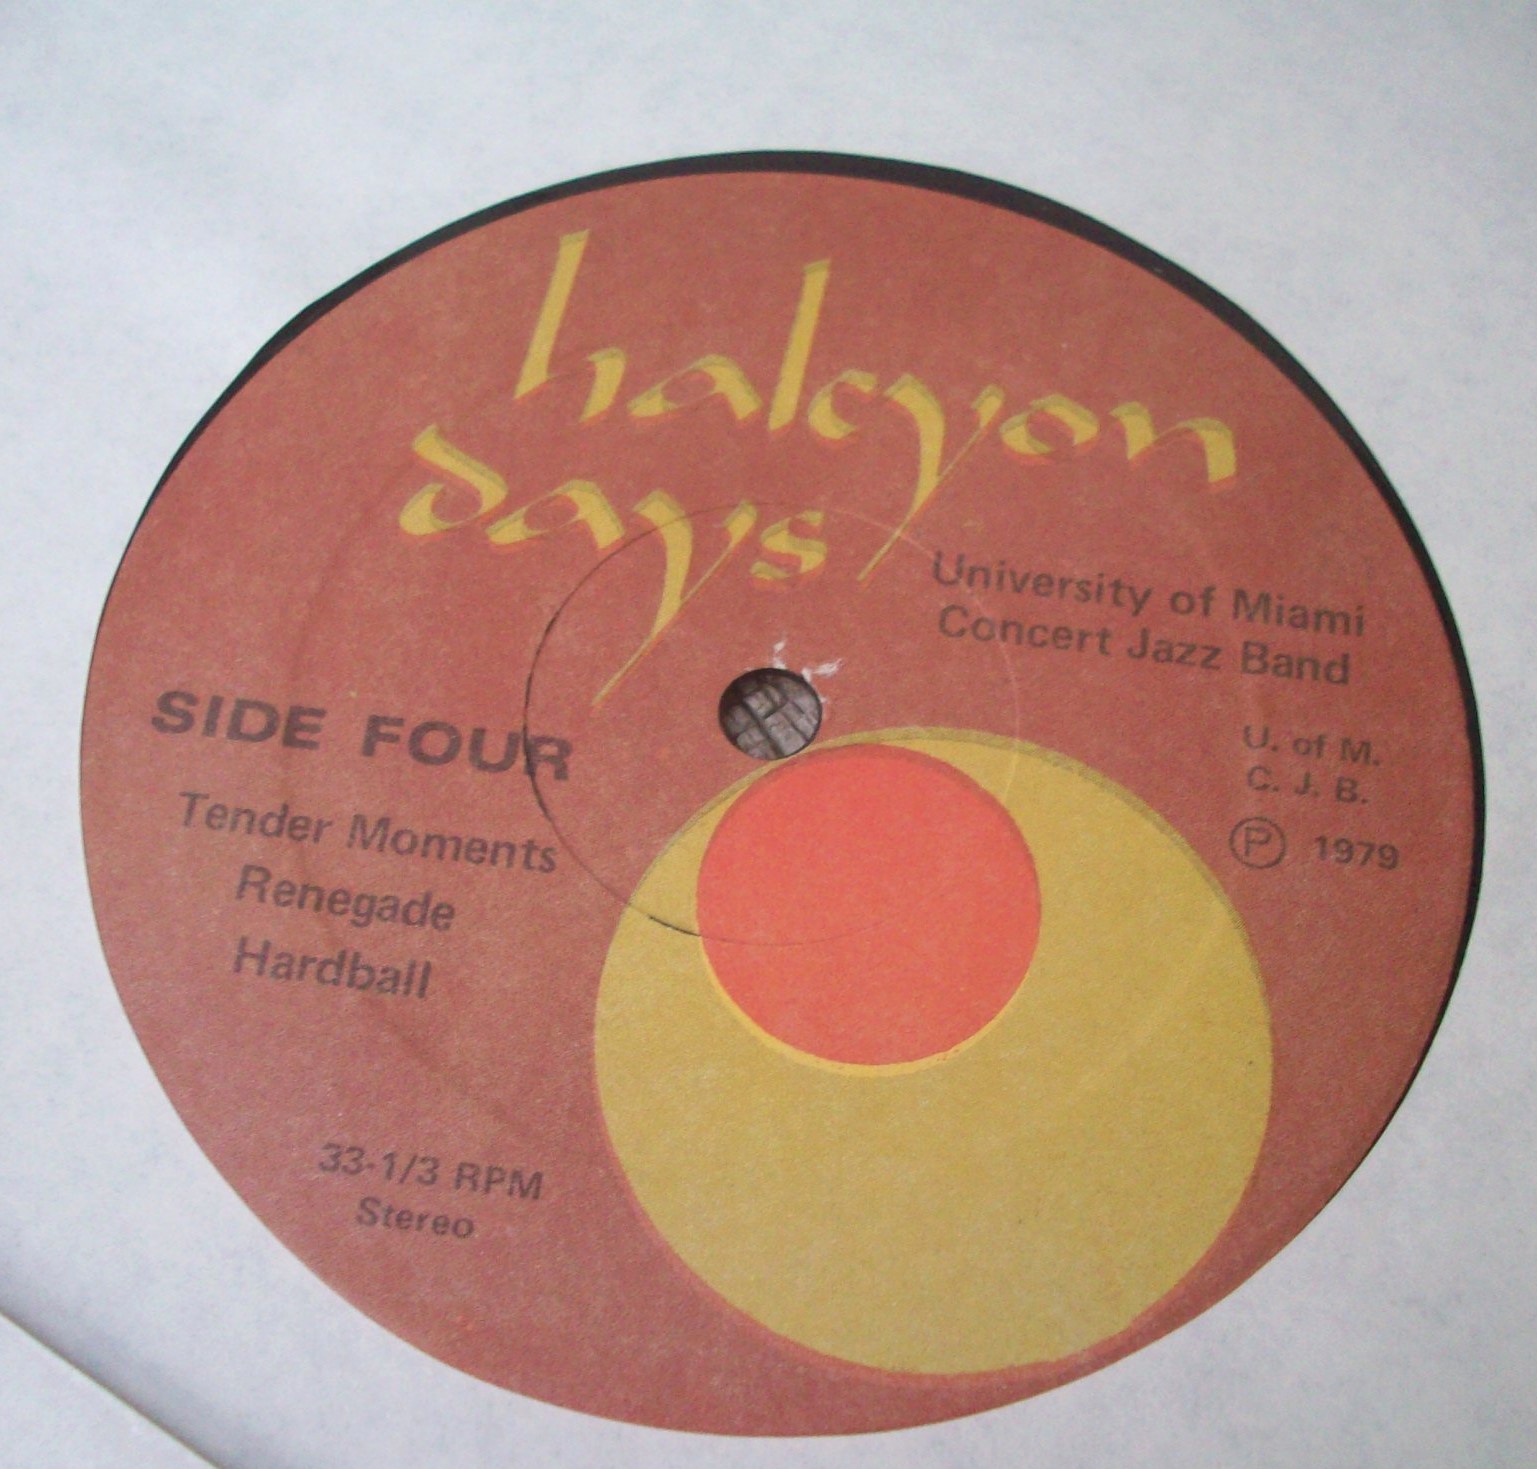 halcyon
days
University of Miami
Concert Jazz Band
SIDE FOUR
U. of M.
C. J. B.
Ⓟ 1979
Tender Moments
Renegade
Hardball
33-1/3 RPM
Stereo